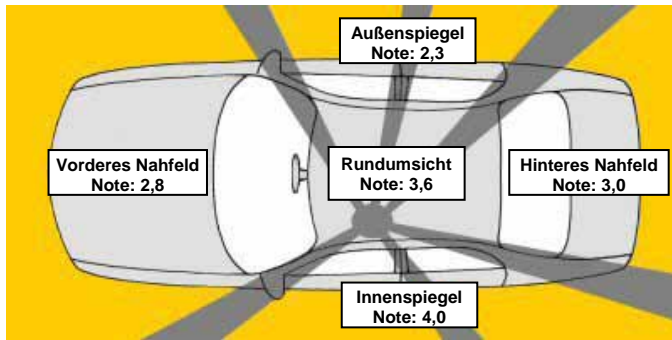 Außenspiegel
Note: 2,3
Vorderes Nahfeld
Note: 2,8
Rundumsicht
Note: 3,6
Hinteres Nahfeld
Note: 3,0
Innenspiegel
Note: 4,0